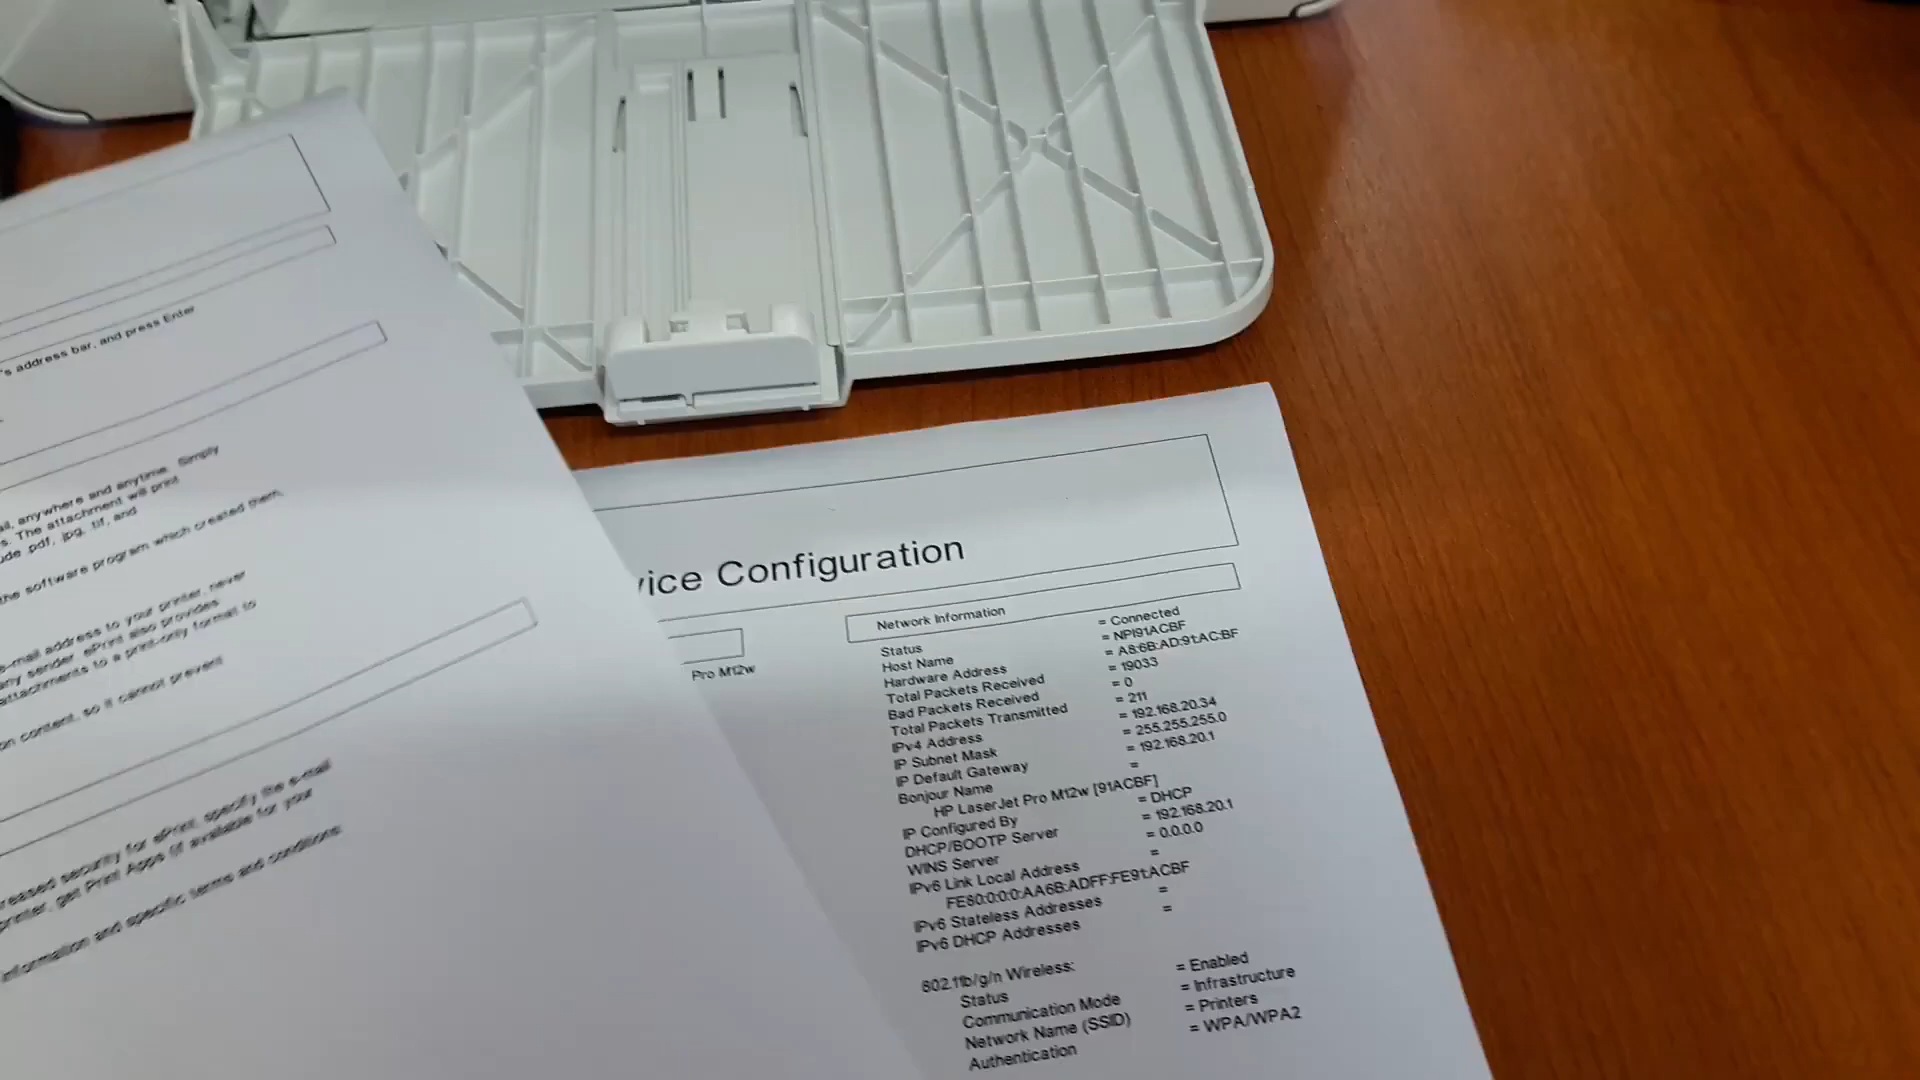 's address bar, and press Enter
ail, anywhere and anytime. Simply
s. The attachment will print
ude pdf, jpg, tif, and
the software program which created them,
e-mail address to your printer, never
any sender. ePrint also provides
attachments to a print-only format to
on content, so it cannot prevent
reased security for ePrint, specify the e-mail
printer, get Print Apps (if available for your
information and specific terms and conditions
vice Configuration
Pro M12w
Network Information
Status = Connected
Host Name = NPI91ACBF
Hardware Address = A8:6B:AD:91:AC:BF
Total Packets Received = 19033
Bad Packets Received = 0
Total Packets Transmitted = 211
IPv4 Address = 192.168.20.34
IP Subnet Mask = 255.255.255.0
IP Default Gateway = 192.168.20.1
Bonjour Name =
HP LaserJet Pro M12w [91ACBF]
IP Configured By = DHCP
DHCP/BOOTP Server = 192.168.20.1
WINS Server = 0.0.0.0
IPv6 Link Local Address =
FE80:0:0:0:AA6B:ADFF:FE91:ACBF
IPv6 Stateless Addresses =
IPv6 DHCP Addresses =
802.11b/g/n Wireless:
Status = Enabled
Communication Mode = Infrastructure
Network Name (SSID) = Printers
Authentication = WPA/WPA2